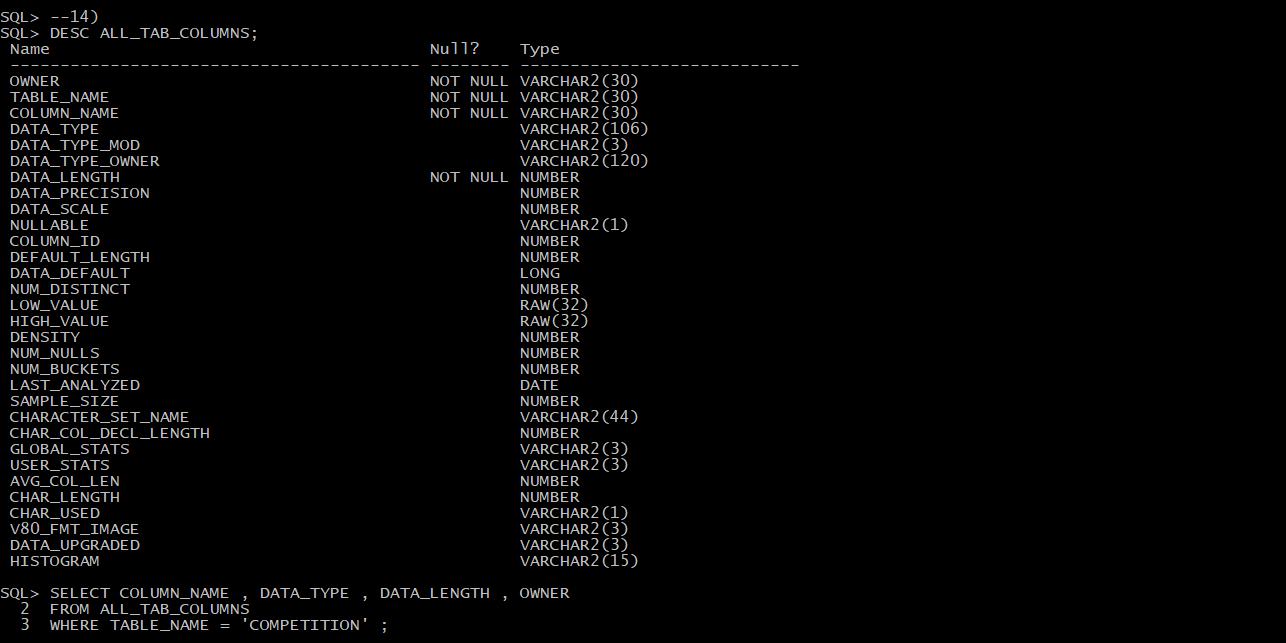 SQL> --14)
SQL> DESC ALL_TAB_COLUMNS;
 Name                                      Null?    Type
 ----------------------------------------- -------- ----------------------------
 OWNER                                     NOT NULL VARCHAR2(30)
 TABLE_NAME                                NOT NULL VARCHAR2(30)
 COLUMN_NAME                               NOT NULL VARCHAR2(30)
 DATA_TYPE                                          VARCHAR2(106)
 DATA_TYPE_MOD                                      VARCHAR2(3)
 DATA_TYPE_OWNER                                    VARCHAR2(120)
 DATA_LENGTH                               NOT NULL NUMBER
 DATA_PRECISION                                     NUMBER
 DATA_SCALE                                         NUMBER
 NULLABLE                                           VARCHAR2(1)
 COLUMN_ID                                          NUMBER
 DEFAULT_LENGTH                                     NUMBER
 DATA_DEFAULT                                       LONG
 NUM_DISTINCT                                       NUMBER
 LOW_VALUE                                          RAW(32)
 HIGH_VALUE                                         RAW(32)
 DENSITY                                            NUMBER
 NUM_NULLS                                          NUMBER
 NUM_BUCKETS                                        NUMBER
 LAST_ANALYZED                                      DATE
 SAMPLE_SIZE                                        NUMBER
 CHARACTER_SET_NAME                                 VARCHAR2(44)
 CHAR_COL_DECL_LENGTH                               NUMBER
 GLOBAL_STATS                                       VARCHAR2(3)
 USER_STATS                                         VARCHAR2(3)
 AVG_COL_LEN                                        NUMBER
 CHAR_LENGTH                                        NUMBER
 CHAR_USED                                          VARCHAR2(1)
 V80_FMT_IMAGE                                      VARCHAR2(3)
 DATA_UPGRADED                                      VARCHAR2(3)
 HISTOGRAM                                          VARCHAR2(15)

SQL> SELECT COLUMN_NAME , DATA_TYPE , DATA_LENGTH , OWNER
  2  FROM ALL_TAB_COLUMNS
  3  WHERE TABLE_NAME = 'COMPETITION' ;